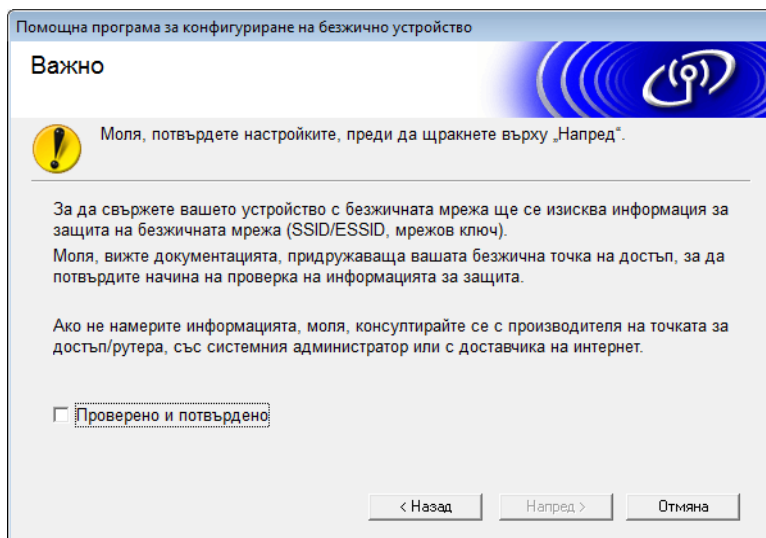 Помощна програма за конфигуриране на безжично устройство
Важно
Моля, потвърдете настройките, преди да щракнете върху „Напред“.
За да свържете вашето устройство с безжичната мрежа ще се изисква информация за
защита на безжичната мрежа (SSID/ESSID, мрежов ключ).
Моля, вижте документацията, придружаваща вашата безжична точка на достъп, за да
потвърдите начина на проверка на информацията за защита.
Ако не намерите информацията, моля, консултирайте се с производителя на точката за
достъп/рутера, със системния администратор или с доставчика на интернет.
Проверено и потвърдено
< Назад
Напред >
Отмяна